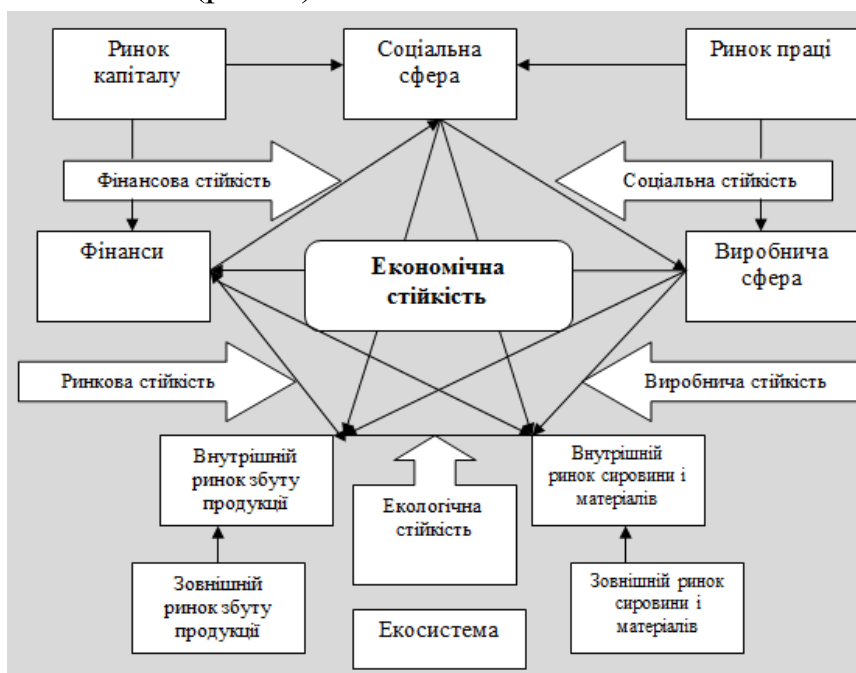 Ринок
капіталу
Соціальна
сфера
Ринок праці
Фінансова стійкість
Соціальна стійкість
Фінанси
Економічна
стійкість
Виробнича
сфера
Ринкова стійкість
Виробнича стійкість
Внутрішній
ринок збуту
продукції
Екологічна
стійкість
Внутрішній
ринок сировини і
матеріалів
Зовнішній
ринок збуту
продукції
Зовнішній ринок
сировини і
матеріалів
Екосистема